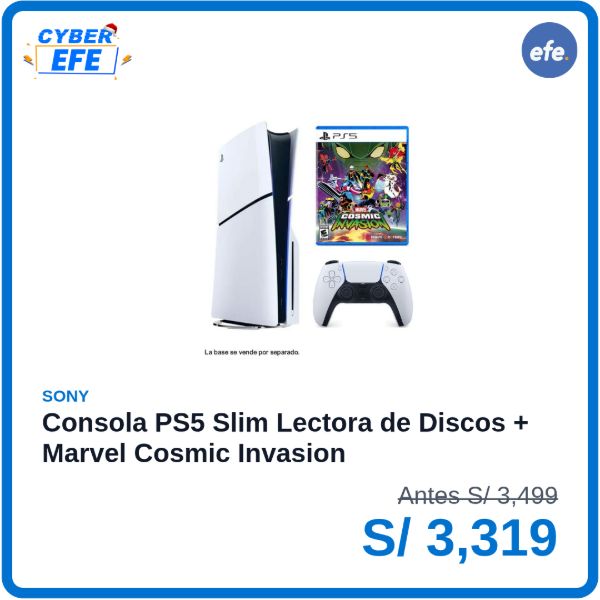 CYBER
EFE
efe.
PS5
MARVEL
COSMIC
INVASION
La base se vende por separado.
SONY
Consola PS5 Slim Lectora de Discos +
Marvel Cosmic Invasion
Antes S/ 3,499
S/ 3,319